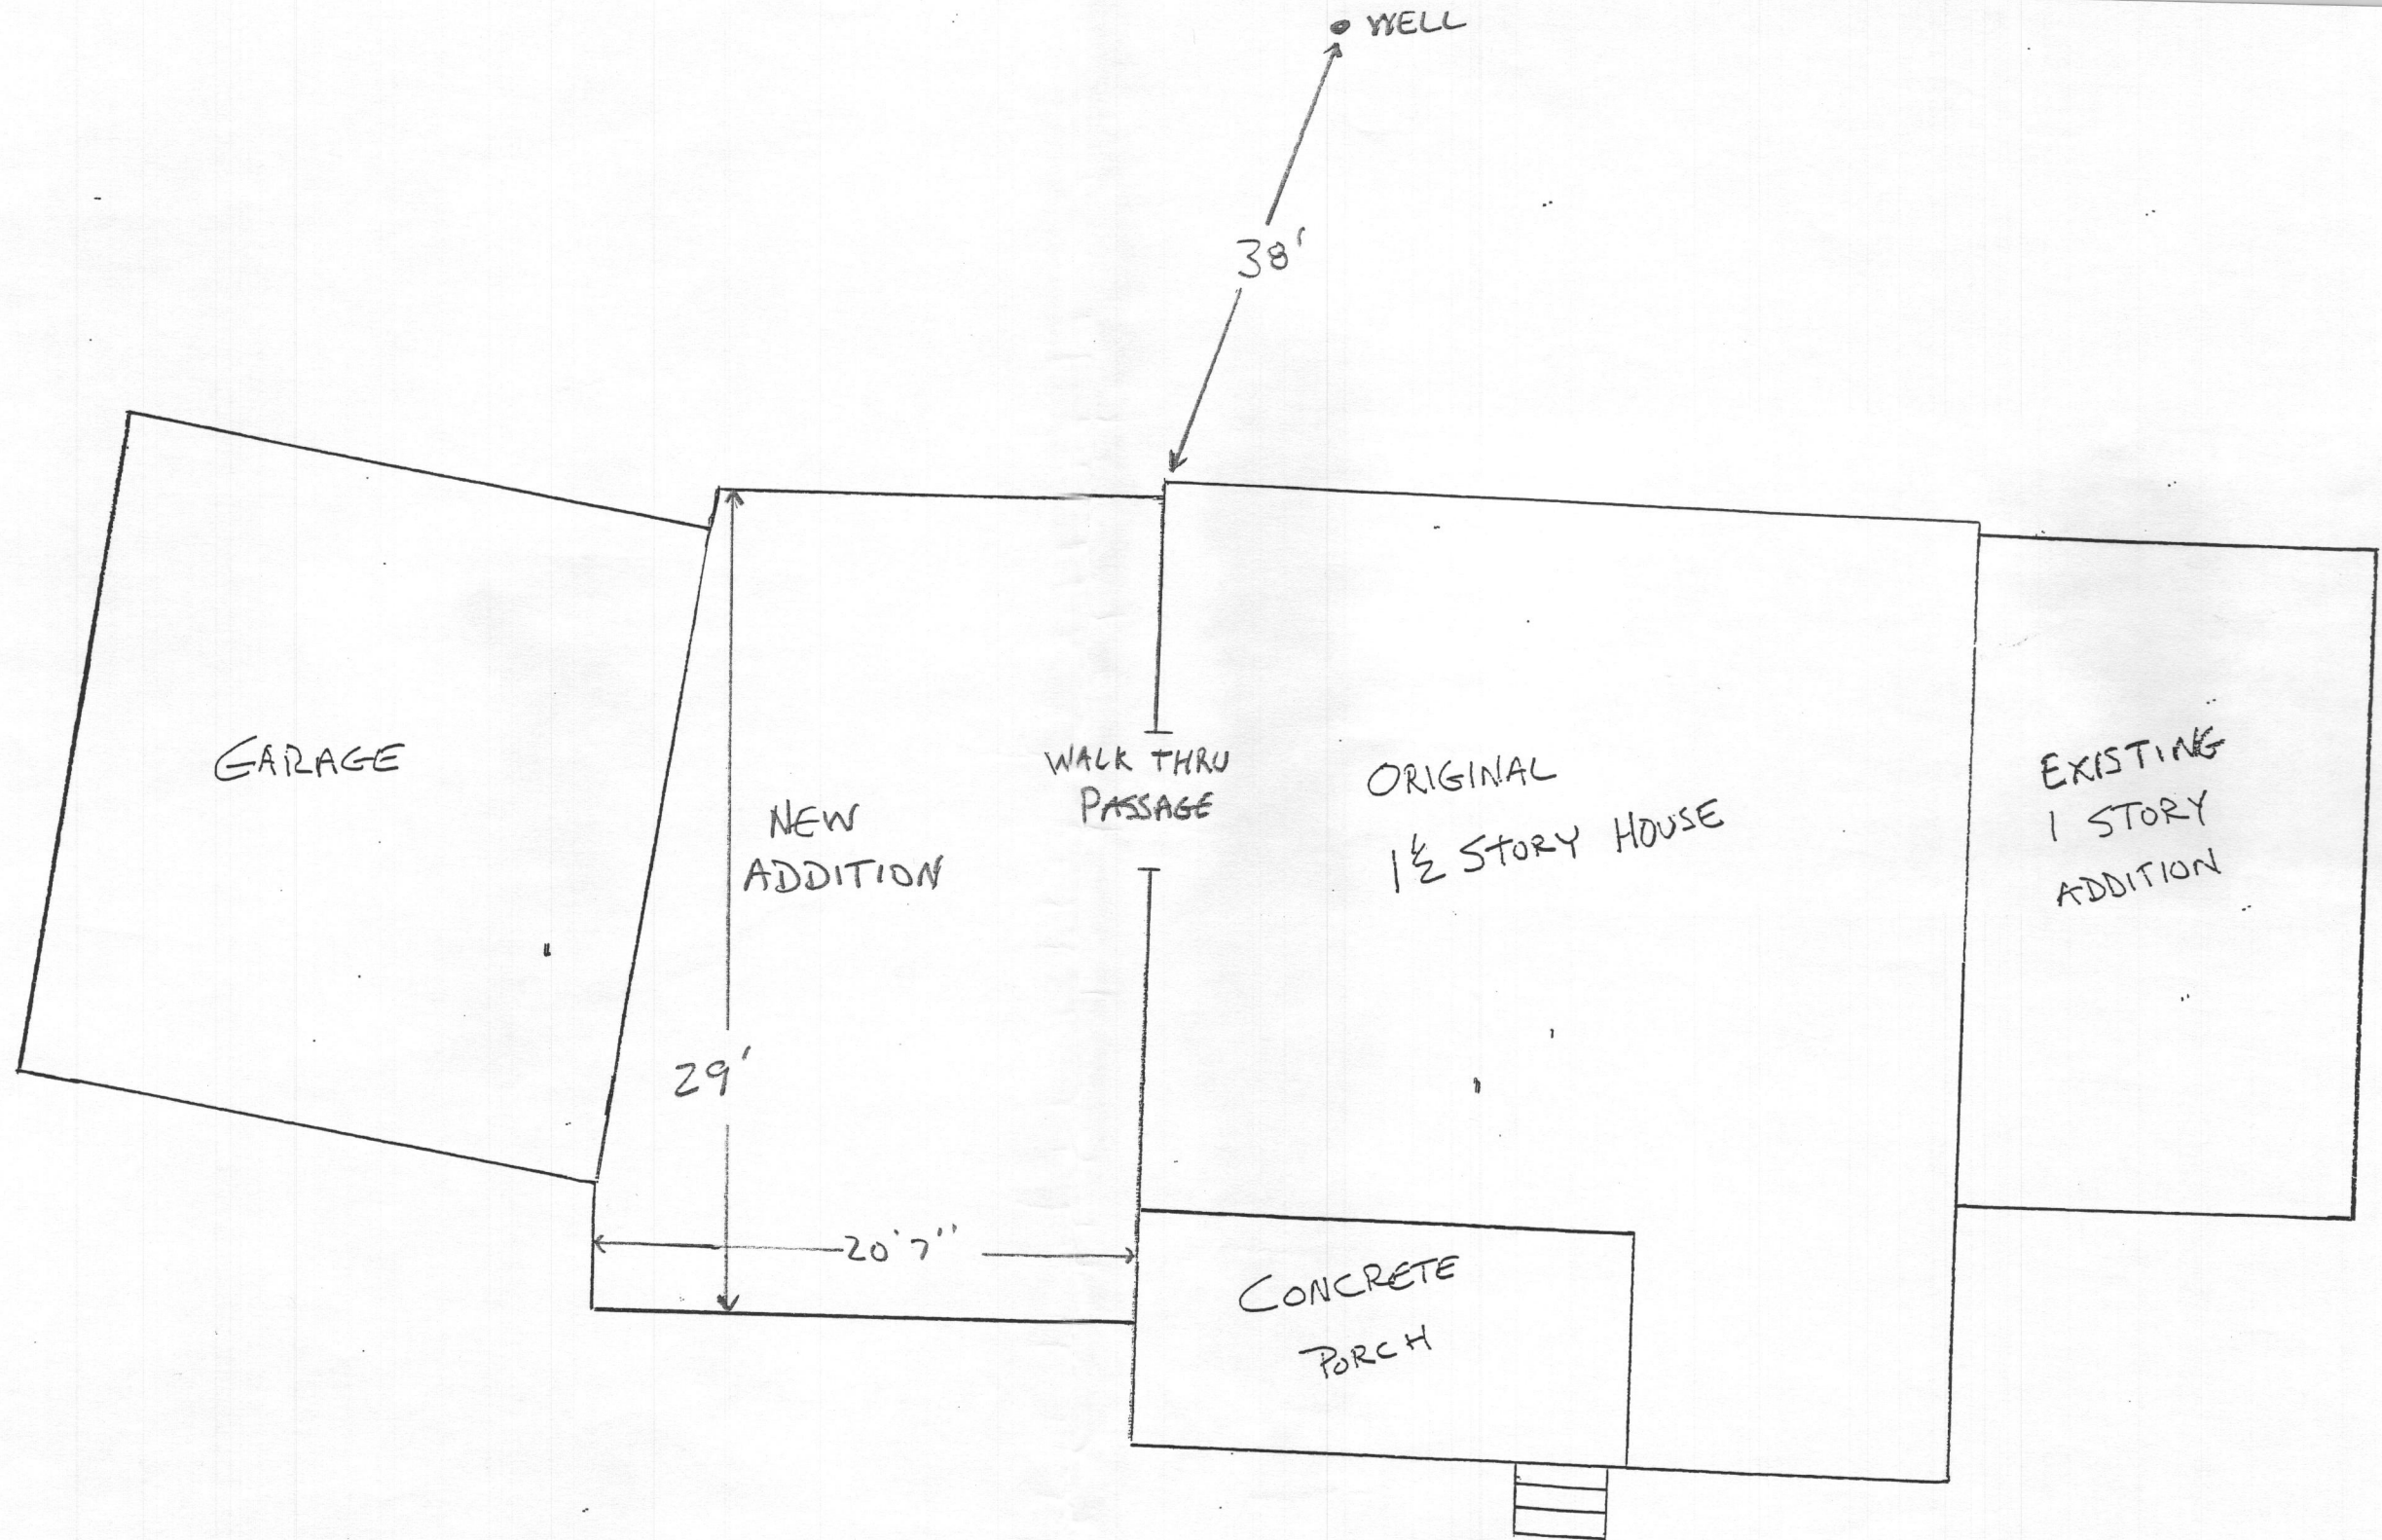 WELL
38'
GARAGE
NEW
ADDITION
WALK THRU
PASSAGE
ORIGINAL
1½ STORY HOUSE
EXISTING
1 STORY
ADDITION
29'
20'7"
CONCRETE
PORCH